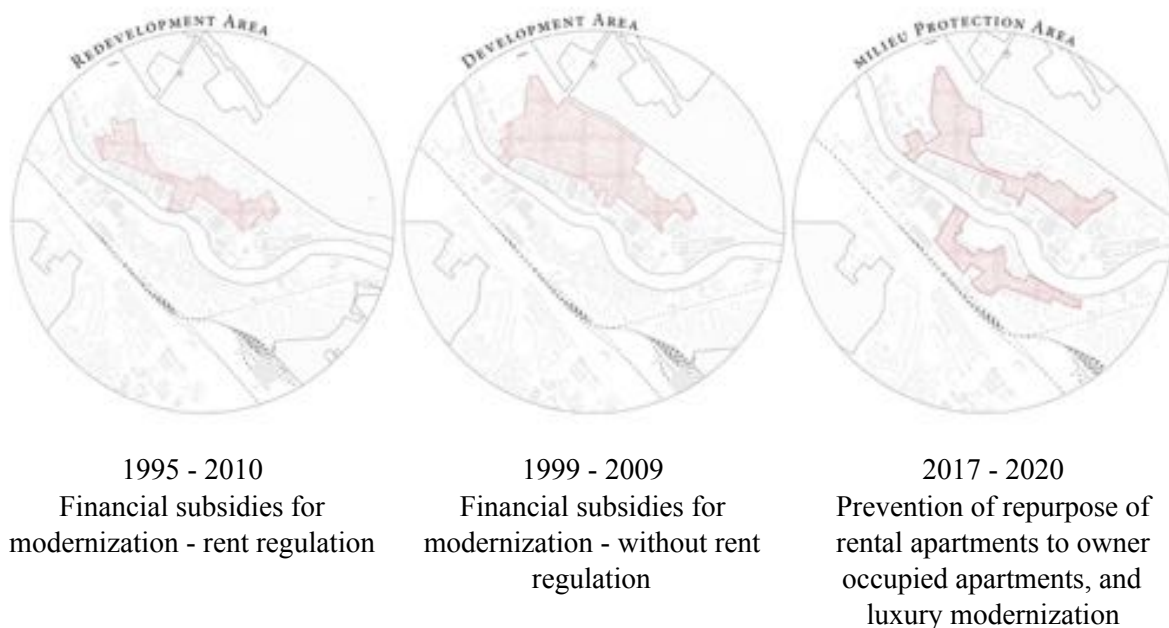 REDEVELOPMENT AREA
DEVELOPMENT AREA
MILIEU PROTECTION AREA
1995 - 2010
Financial subsidies for
modernization - rent regulation
1999 - 2009
Financial subsidies for
modernization - without rent
regulation
2017 - 2020
Prevention of repurpose of
rental apartments to owner
occupied apartments, and
luxury modernization